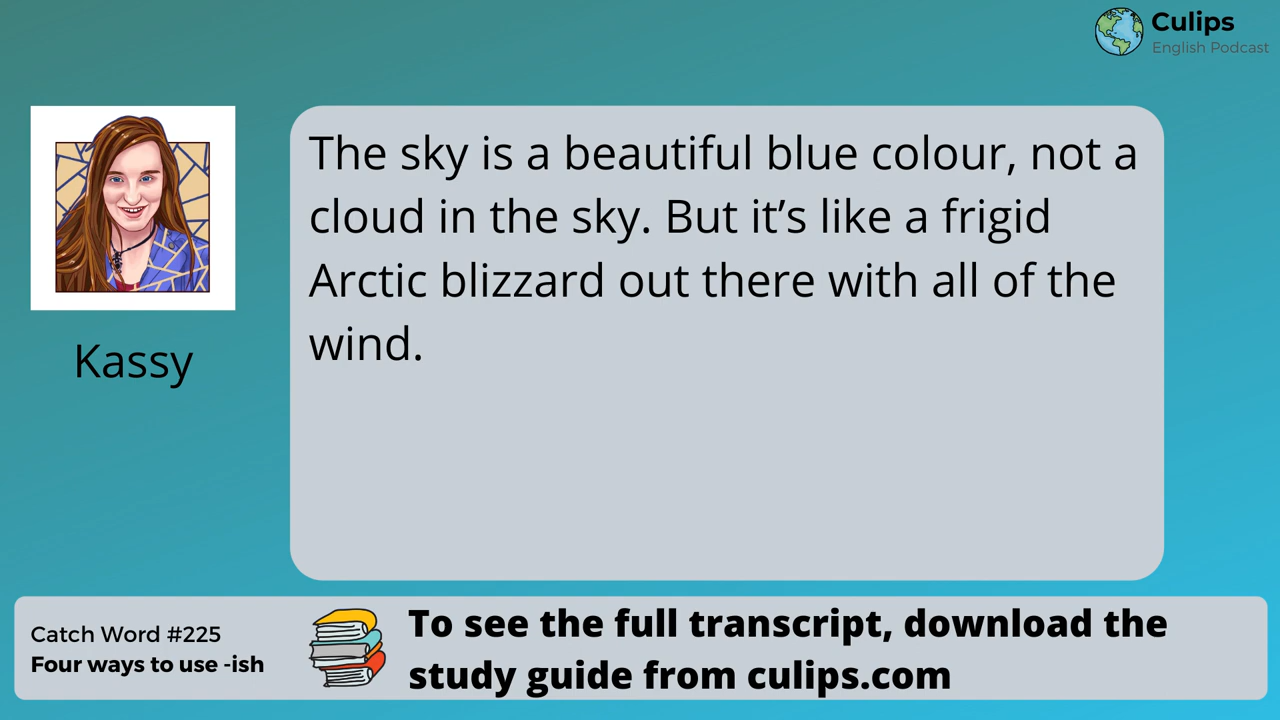 Culips
English Podcast
The sky is a beautiful blue colour, not a
cloud in the sky. But it’s like a frigid
Arctic blizzard out there with all of the
wind.
Kassy
Catch Word #225
Four ways to use -ish
To see the full transcript, download the
study guide from culips.com